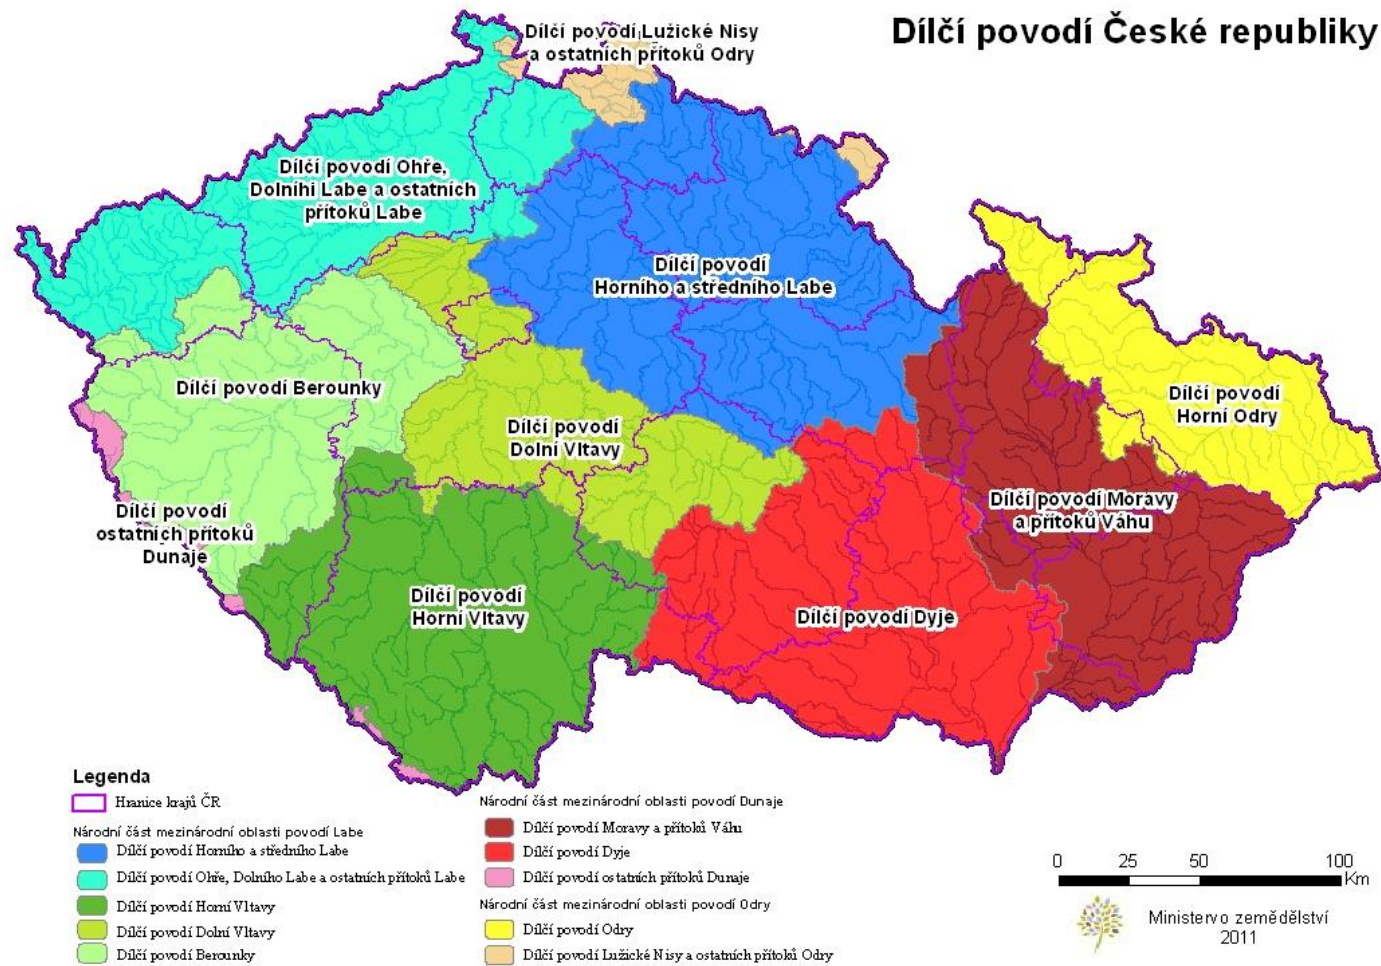 Dílčí povodí České republiky
Dílčí povodí Lužické Nisy
a ostatních přítoků Odry
Dílčí povodí Ohře,
Dolníhi Labe a ostatních
přítoků Labe
Dílčí povodí
Horního a středního Labe
Dílčí povodí Berounky
Dílčí povodí
Horní Odry
Dílčí povodí
Dolní Vltavy
Dílčí povodí Moravy
a přítoků Váhu
Dílčí povodí
ostatních přítoků
Dunaje
Dílčí povodí
Horní Vltavy
Dílčí povodí Dyje
Legenda
Hranice krajů ČR
Národní část mezinárodní oblasti povodí Labe
Dílčí povodí Horního a středního Labe
Dílčí povodí Ohře, Dolního Labe a ostatních přítoků Labe
Dílčí povodí Horní Vltavy
Dílčí povodí Dolní Vltavy
Dílčí povodí Berounky
Národní část mezinárodní oblasti povodí Dunaje
Dílčí povodí Moravy a přítoků Váhu
Dílčí povodí Dyje
Dílčí povodí ostatních přítoků Dunaje
Národní část mezinárodní oblasti povodí Odry
Dílčí povodí Odry
Dílčí povodí Lužické Nisy a ostatních přítoků Odry
0 25 50 100
Km
Ministerstvo zemědělství
2011